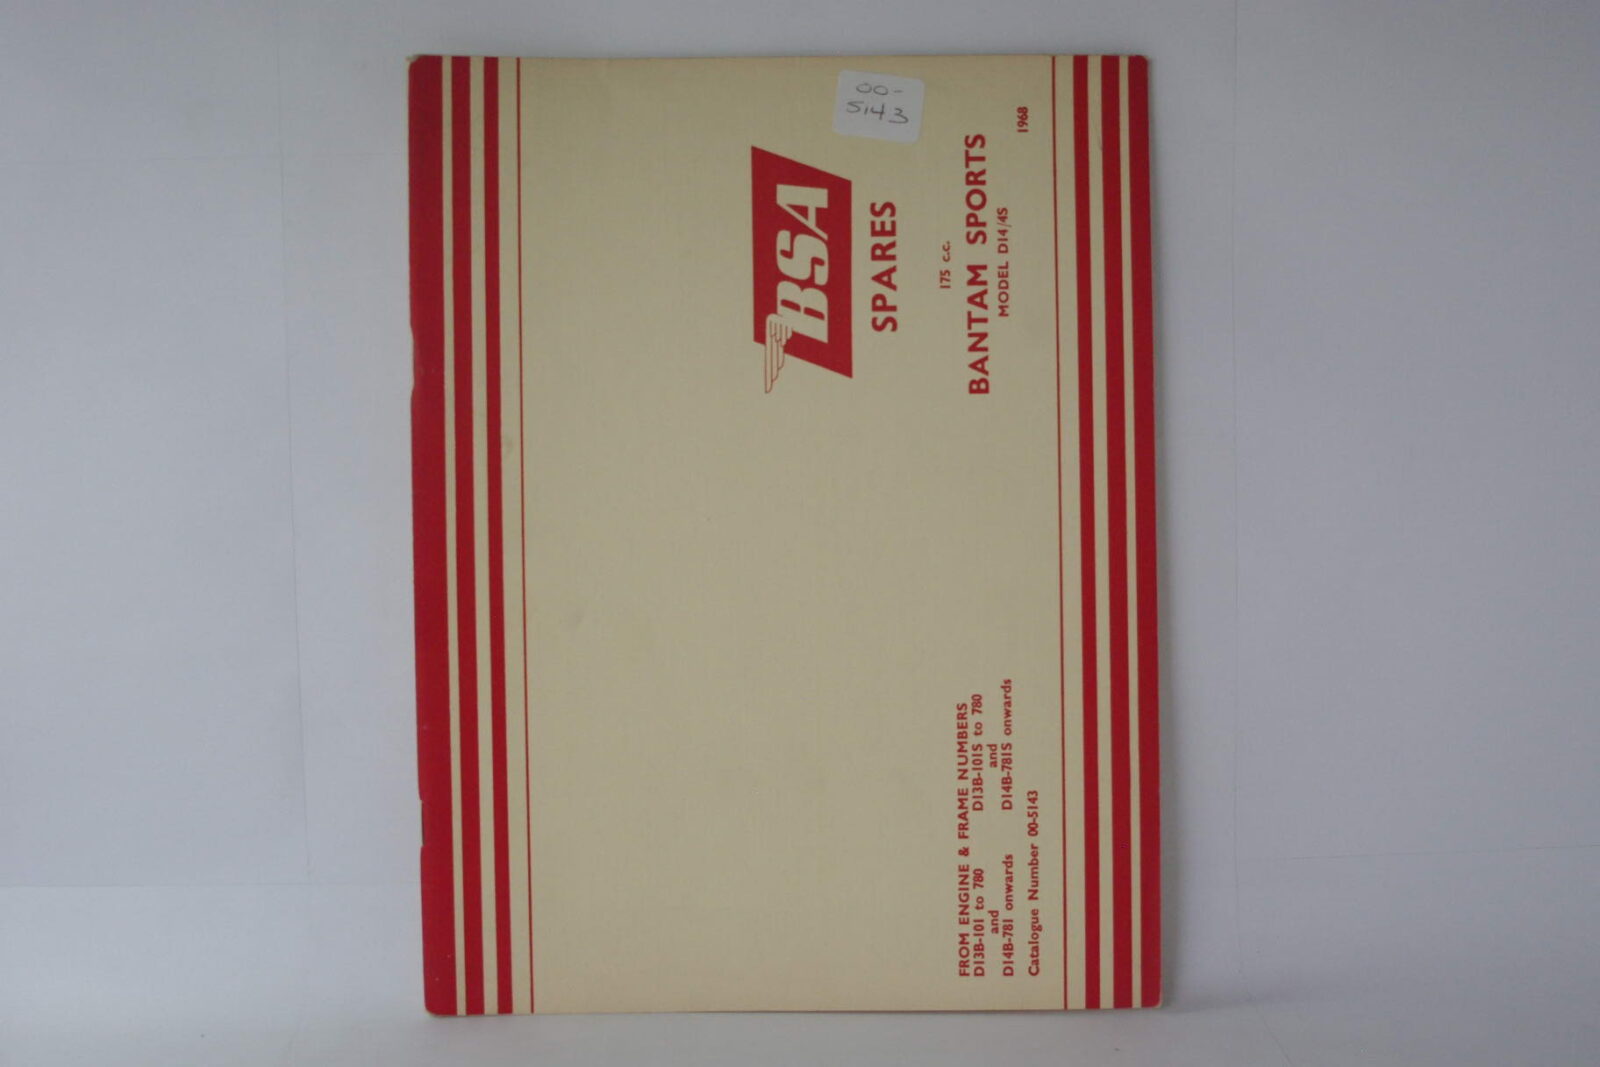 00-
5143
BSA
SPARES
175 c.c.
BANTAM SPORTS
MODEL D14/4S
1968
FROM ENGINE & FRAME NUMBERS
D13B-101 to 780 D13B-101S to 780
and and
D14B-781 onwards D14B-781S onwards
Catalogue Number 00-5143